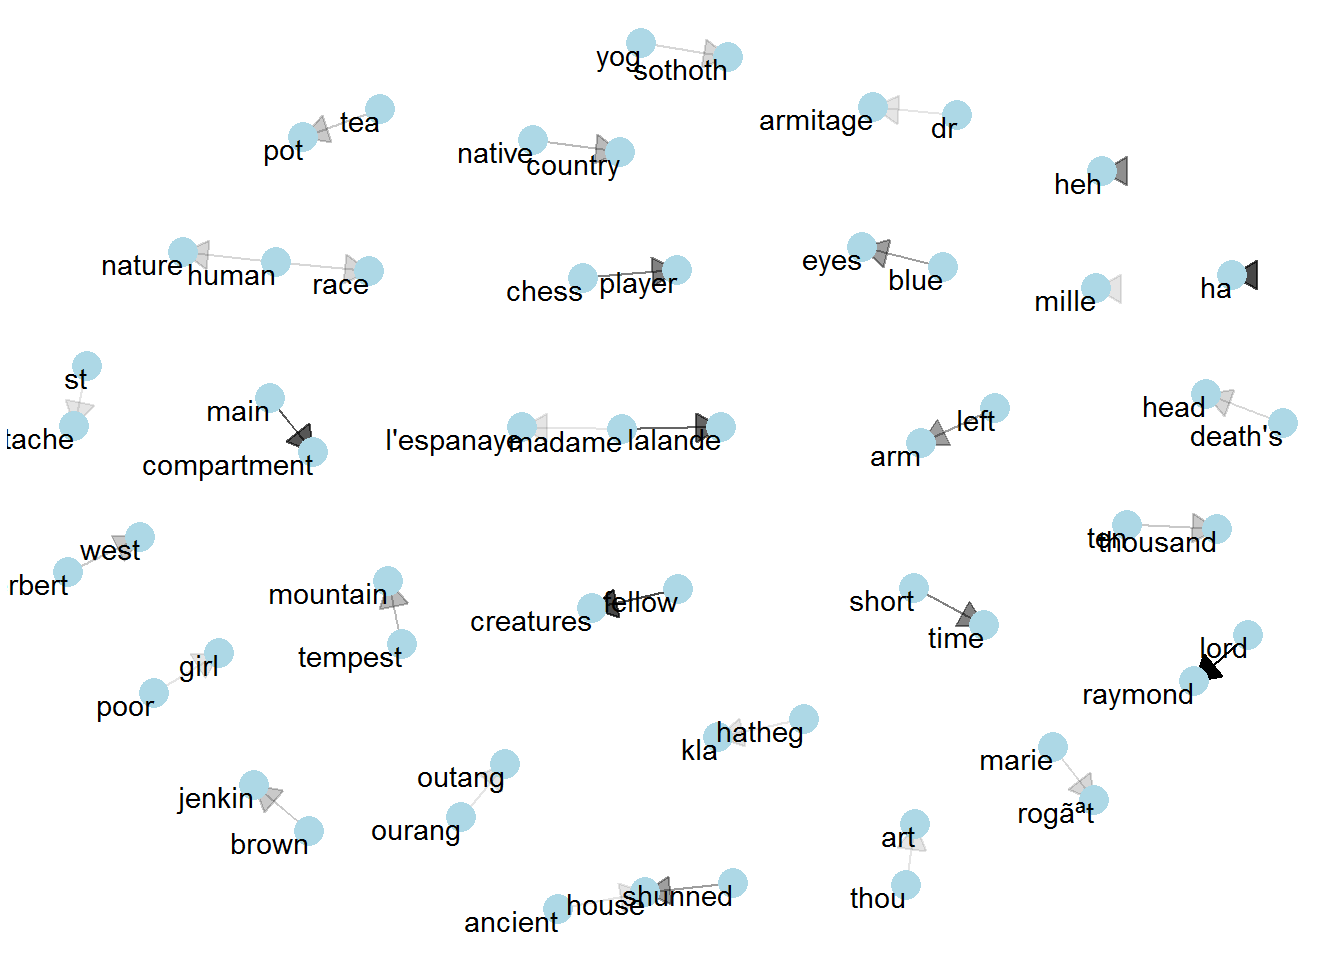 yog
sothoth
tea
pot
armitage
dr
native
country
heh
nature
human
race
eyes
blue
chess
player
mille
ha
st
tache
main
compartment
l'espanaye
madame
lalande
left
arm
head
death's
west
rbert
ten
thousand
mountain
tempest
creatures
fellow
short
time
girl
poor
lord
raymond
hatheg
kla
marie
rogãªt
outang
ourang
jenkin
brown
art
thou
shunned
house
ancient